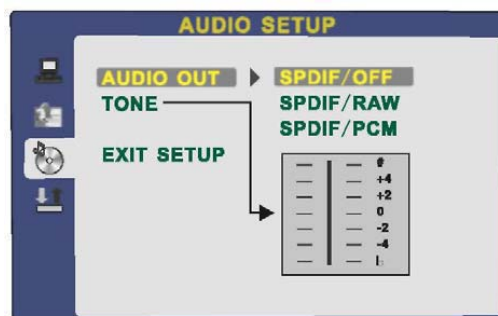 AUDIO SETUP
AUDIO OUT SPDIF/OFF
TONE SPDIF/RAW
SPDIF/PCM
EXIT SETUP
+4
+2
0
-2
-4